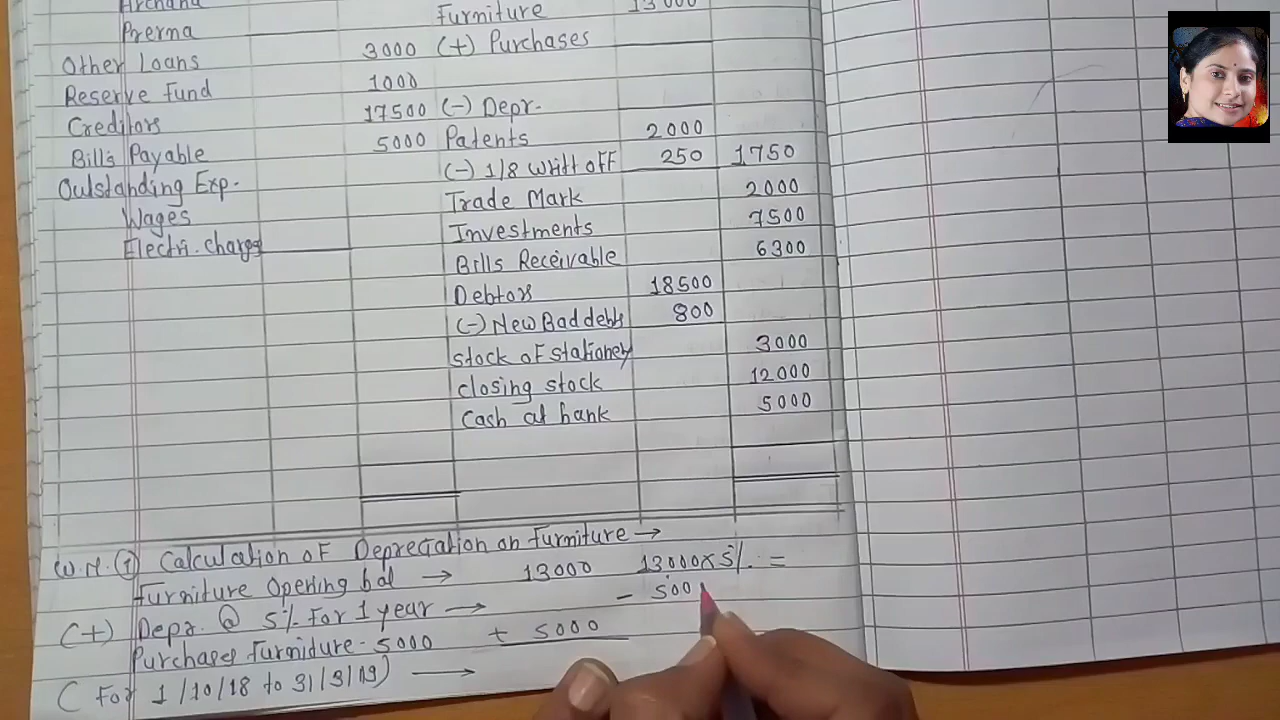 Archana Furniture 13000
Prerna (+) Purchases
Other Loans 3000
Reserve Fund 1000 (-) Depr.
Creditors 17500 Patents 2000
Bill's Payable 5000 (-) 1/8 writt off 250 1750
Outstanding Exp. Trade Mark 2000
Wages Investments 7500
Electri. charges Bills Receivable 6300
Debtors 18500
(-) New Bad debts 800
stock of stationery 3000
closing stock 12000
Cash at bank 5000
W.N. (1) Calculation of Depreciation on Furniture →
Furniture Opening bal → 13000 13000x5%. =
(+) Depr. @ 5% For 1 year → - 500
Purchases Furniture - 5000 + 5000
(For 1/10/18 to 31/3/19) →